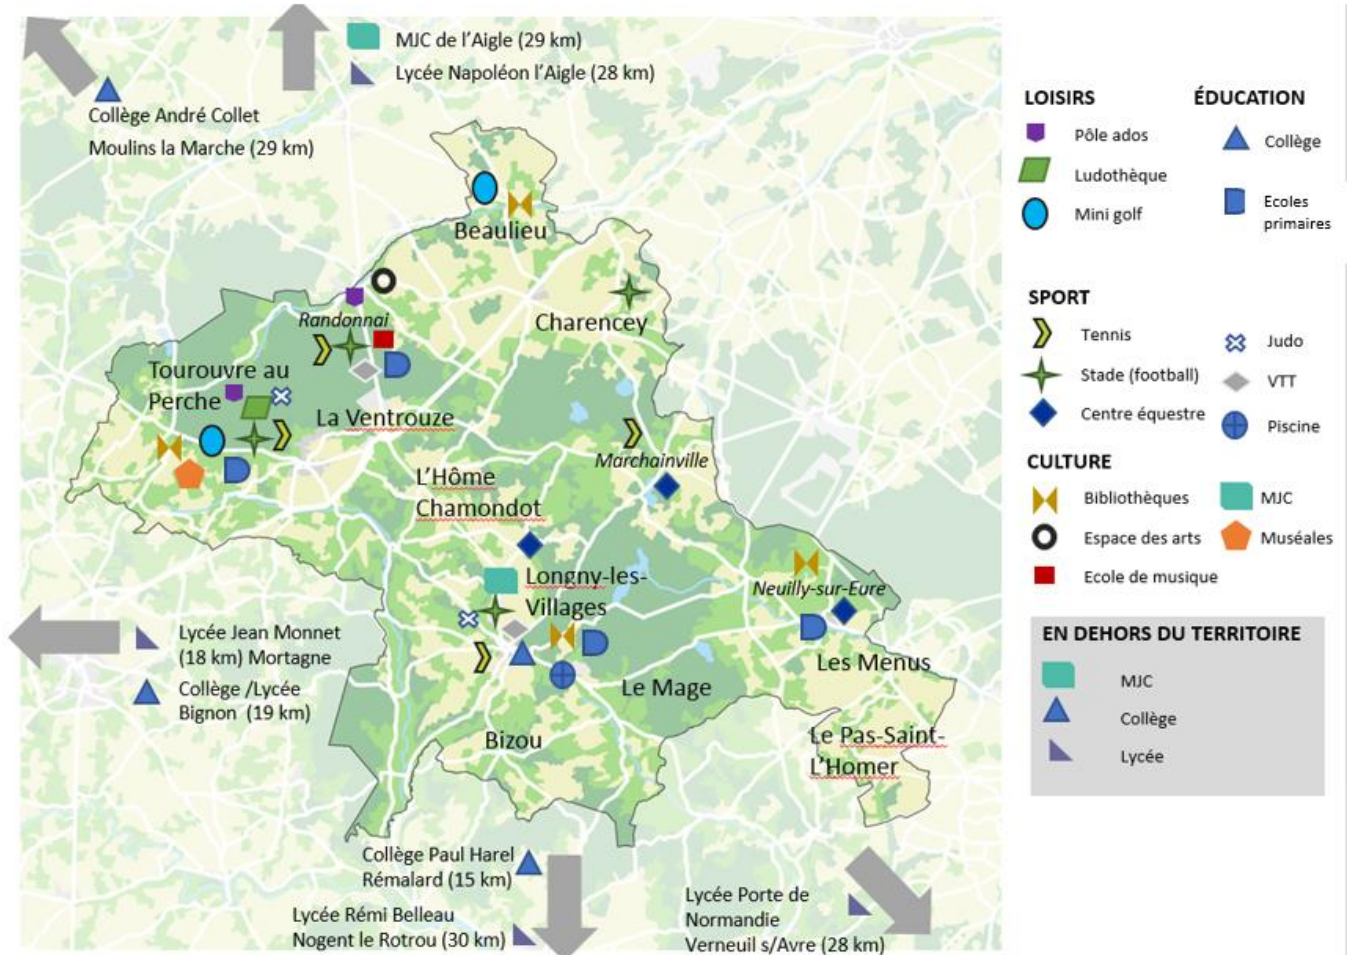 MJC de l'Aigle (29 km)
Lycée Napoléon l'Aigle (28 km)
Collège André Collet
Moulins la Marche (29 km)
Beaulieu
Charencey
Randonnai
Tourouvre au
Perche
La Ventrouze
Marchainville
L'Hôme
Chamondot
Longny-les-
Villages
Neuilly-sur-Eure
Les Menus
Le Mage
Bizou
Le Pas-Saint-
L'Homer
Lycée Jean Monnet
(18 km) Mortagne
Collège /Lycée
Bignon (19 km)
Collège Paul Harel
Rémalard (15 km)
Lycée Rémi Belleau
Nogent le Rotrou (30 km)
Lycée Porte de
Normandie
Verneuil s/Avre (28 km)
LOISIRS
Pôle ados
Ludothèque
Mini golf
ÉDUCATION
Collège
Ecoles
primaires
SPORT
Tennis
Stade (football)
Centre équestre
Judo
VTT
Piscine
CULTURE
Bibliothèques
Espace des arts
Ecole de musique
MJC
Muséales
EN DEHORS DU TERRITOIRE
MJC
Collège
Lycée